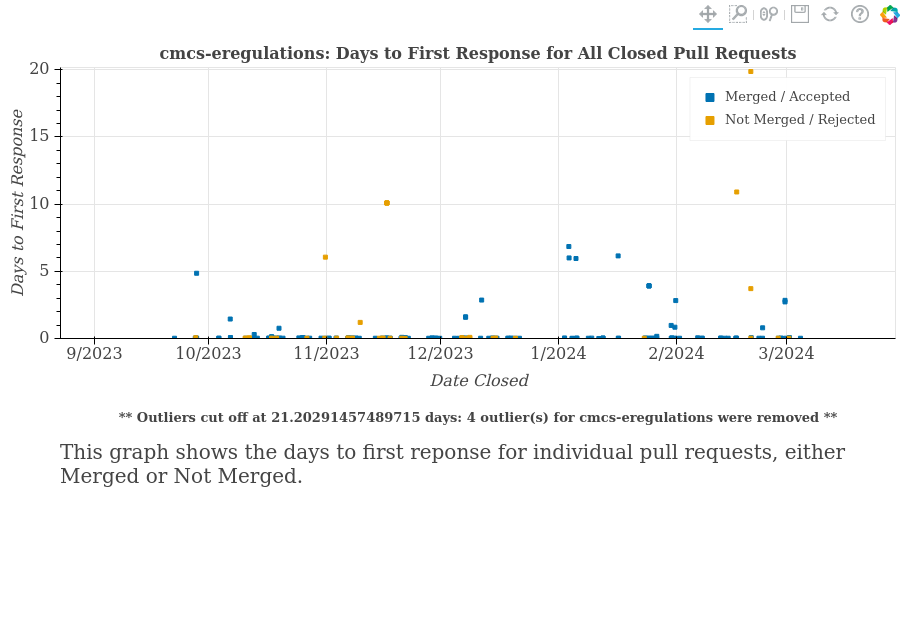 cmcs-eregulations: Days to First Response for All Closed Pull Requests
20
15
10
5
0
Days to First Response
Merged / Accepted
Not Merged / Rejected
9/2023 10/2023 11/2023 12/2023 1/2024 2/2024 3/2024
Date Closed
** Outliers cut off at 21.20291457489715 days: 4 outlier(s) for cmcs-eregulations were removed **
This graph shows the days to first reponse for individual pull requests, either
Merged or Not Merged.